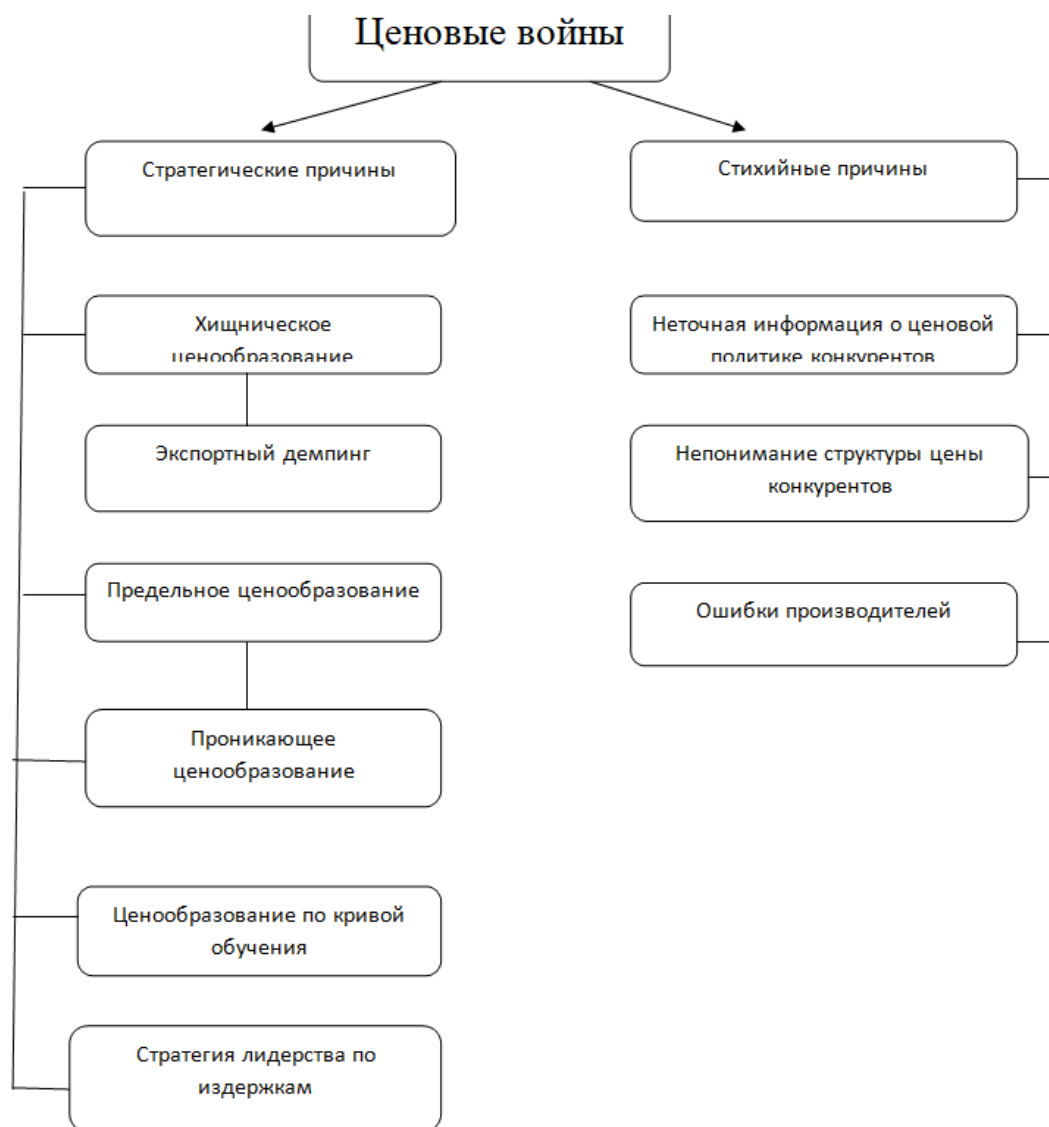 Ценовые войны
Стратегические причины
Стихийные причины
Хищническое
ценообразование
Неточная информация о ценовой
политике конкурентов
Экспортный демпинг
Непонимание структуры цены
конкурентов
Предельное ценообразование
Ошибки производителей
Проникающее
ценообразование
Ценообразование по кривой
обучения
Стратегия лидерства по
издержкам